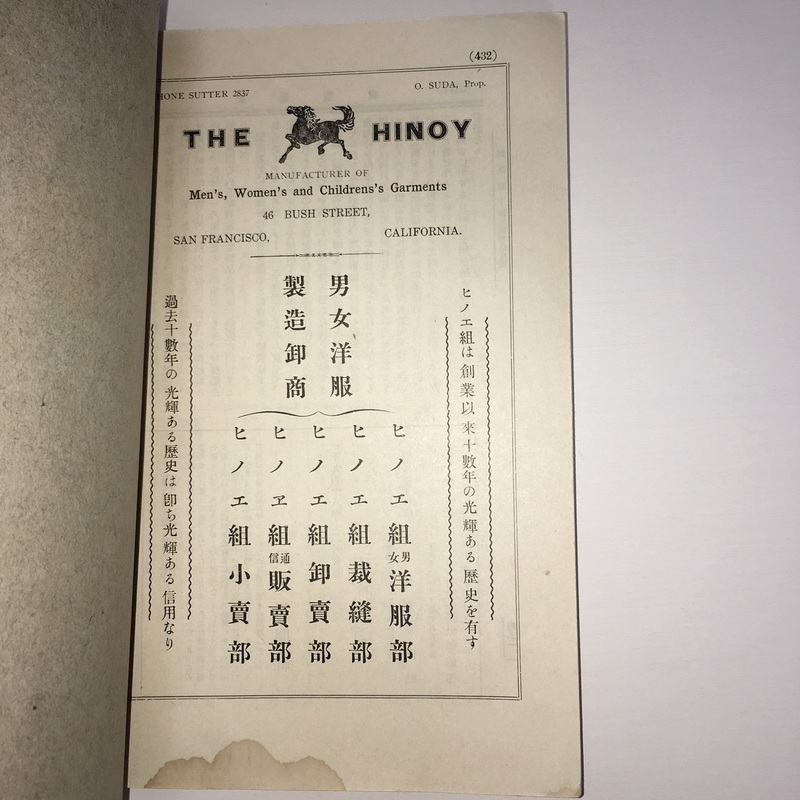 (432)
HONE SUTTER 2837
O. SUDA, Prop.
THE HINOY
MANUFACTURER OF
Men's, Women's and Childrens's Garments
46 BUSH STREET,
SAN FRANCISCO, CALIFORNIA.
ヒノエ組は創業以來十數年の光輝ある歷史を有す
男女洋服
製造卸商
ヒノエ組男女洋服部
ヒノエ組裁縫部
ヒノエ組卸賣部
ヒノヱ組通信販賣部
ヒノエ組小賣部
過去十數年の光輝ある歷史は卽ち光輝ある信用なり